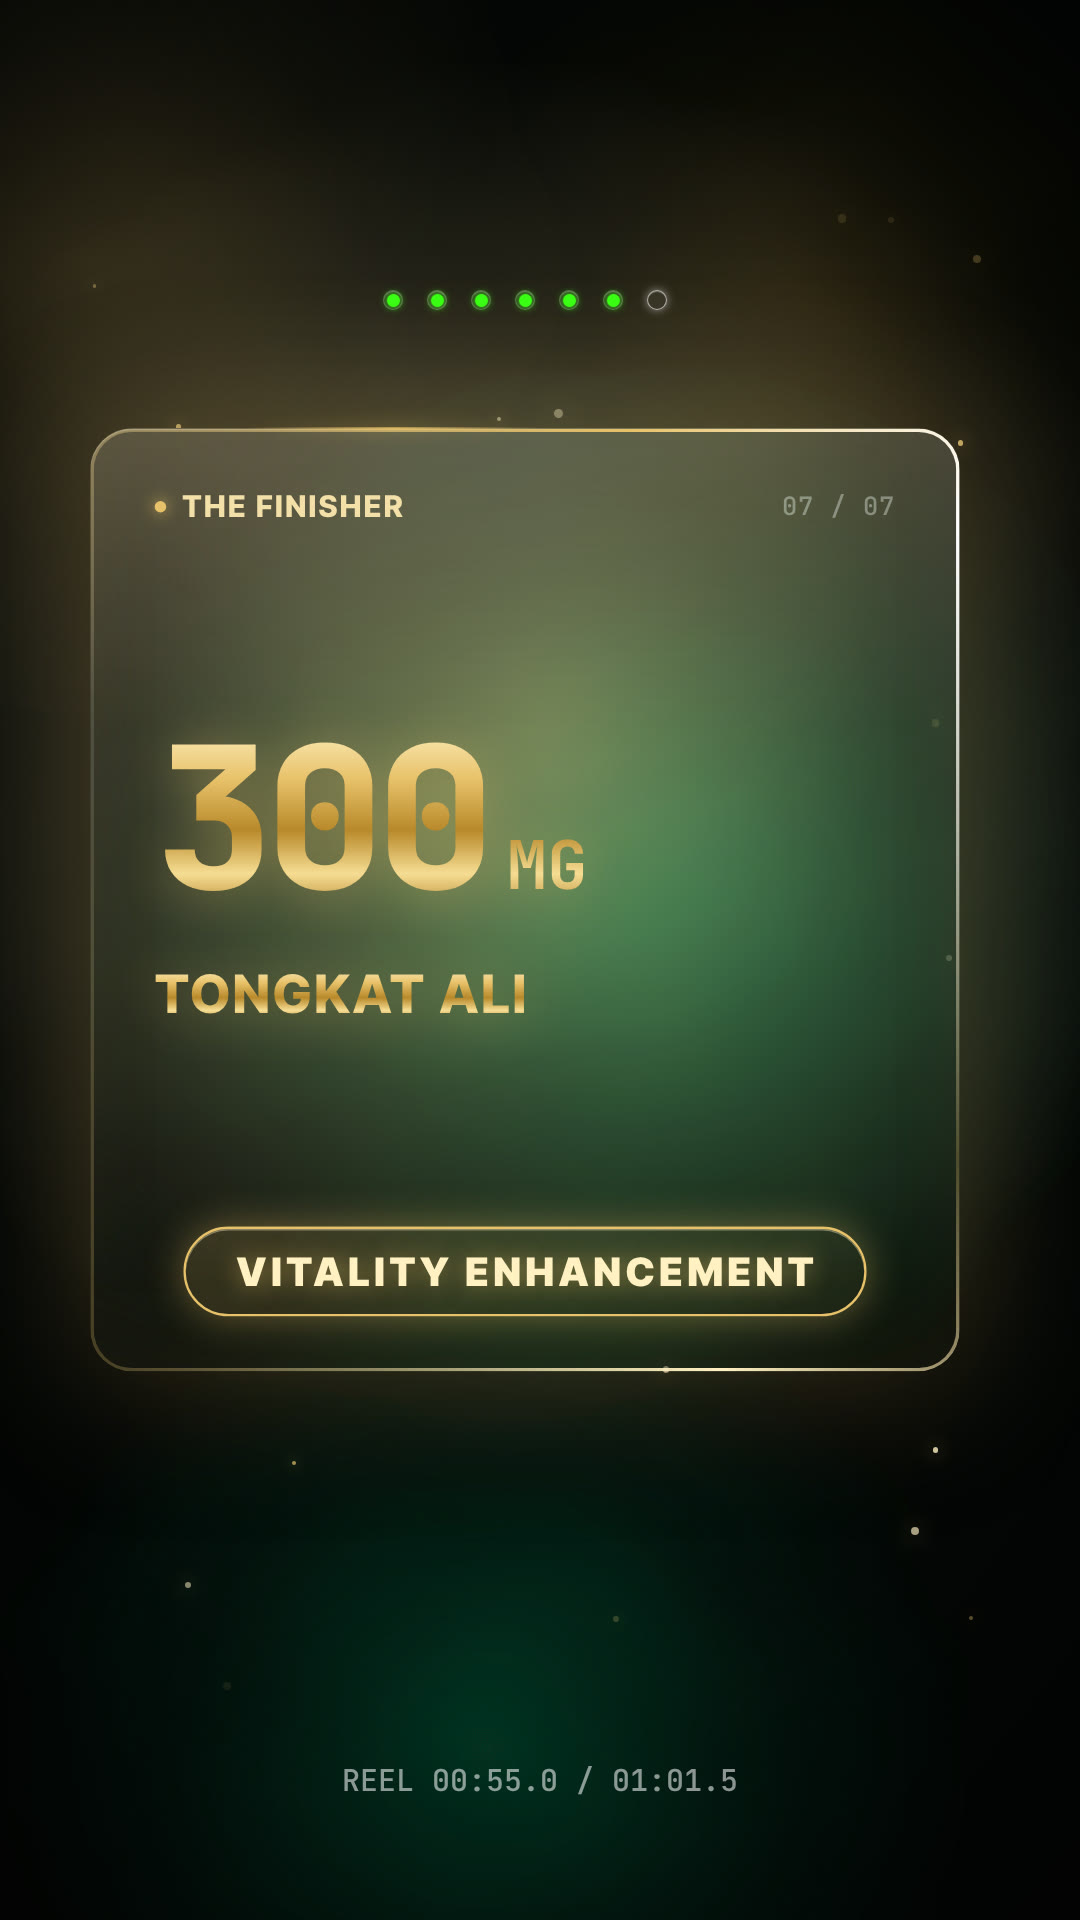 THE FINISHER
07 / 07
300 MG
TONGKAT ALI
VITALITY ENHANCEMENT
REEL 00:55.0 / 01:01.5